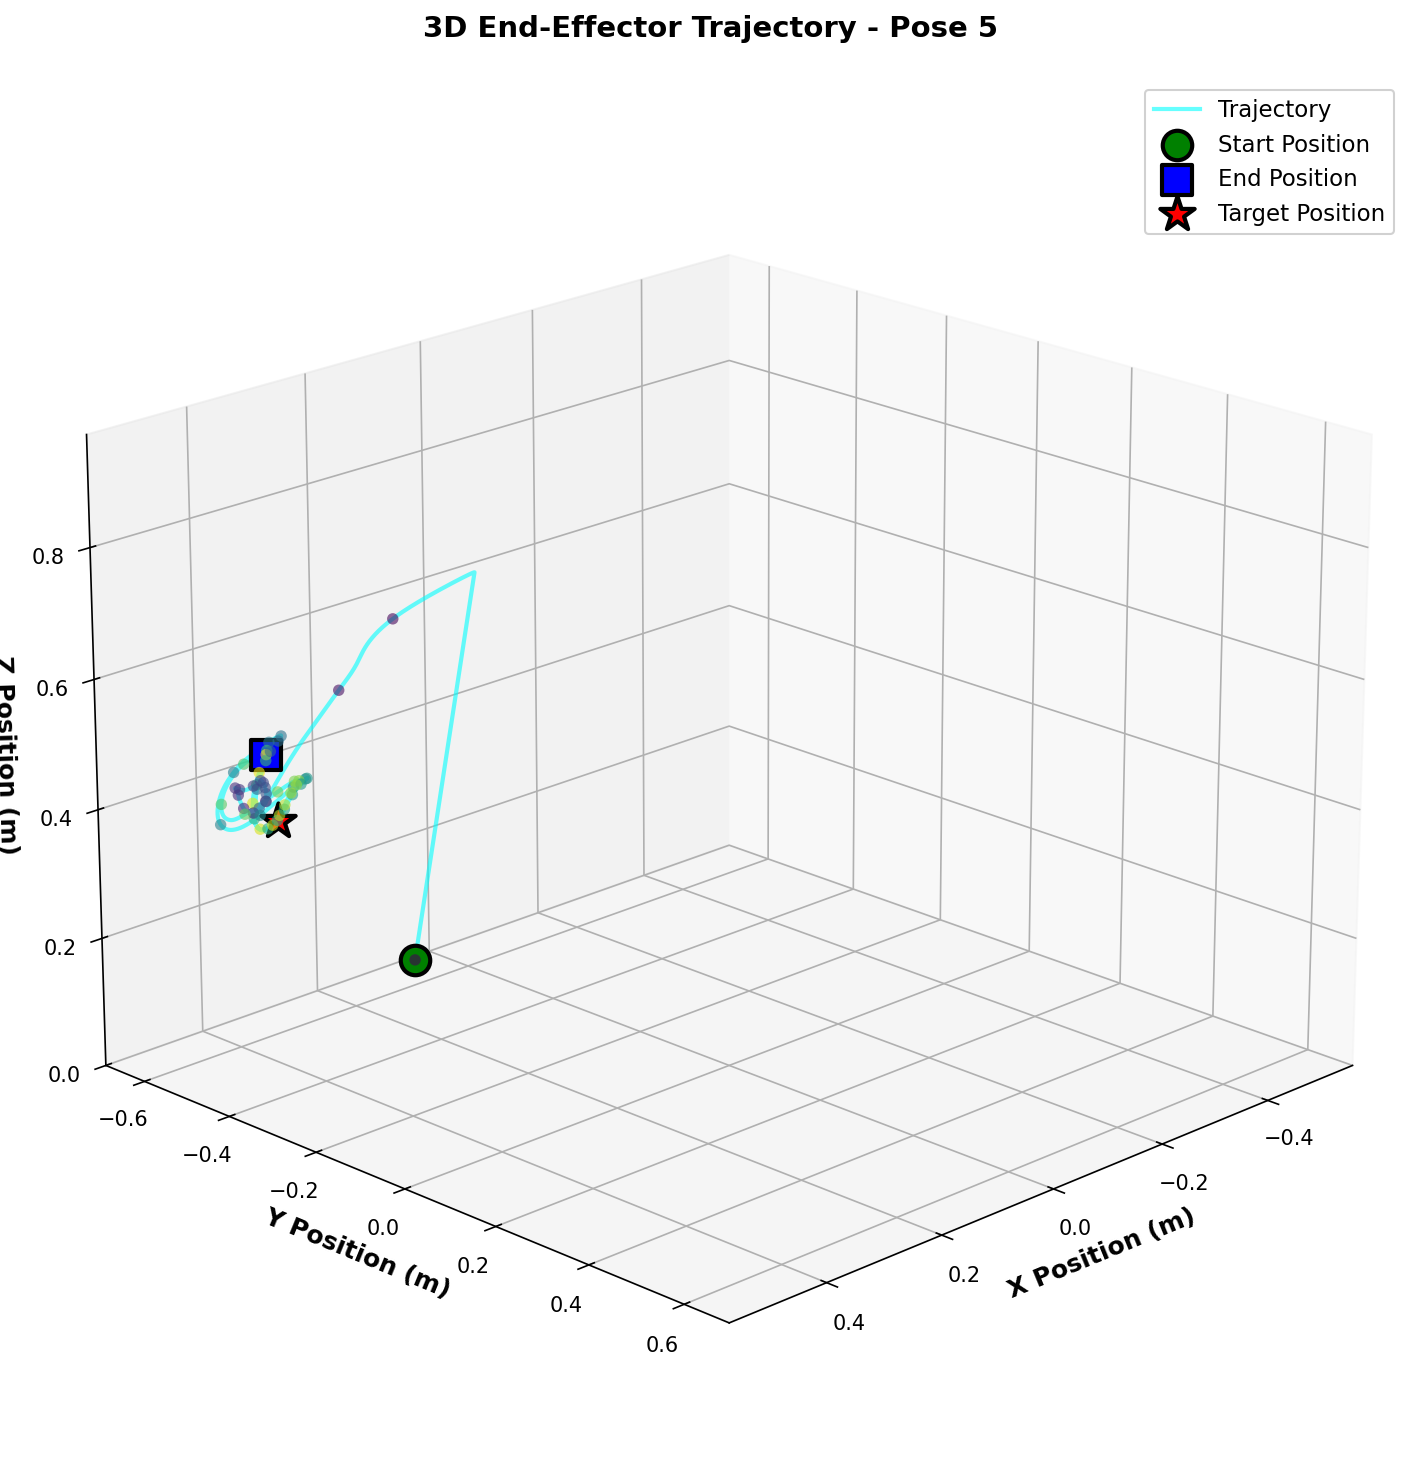 3D End-Effector Trajectory - Pose 5
Trajectory
Start Position
End Position
Target Position
0.8
0.6
0.4
0.2
0.0
Z Position (m)
−0.6
−0.4
−0.2
0.0
0.2
0.4
0.6
Y Position (m)
−0.4
−0.2
0.0
0.2
0.4
X Position (m)